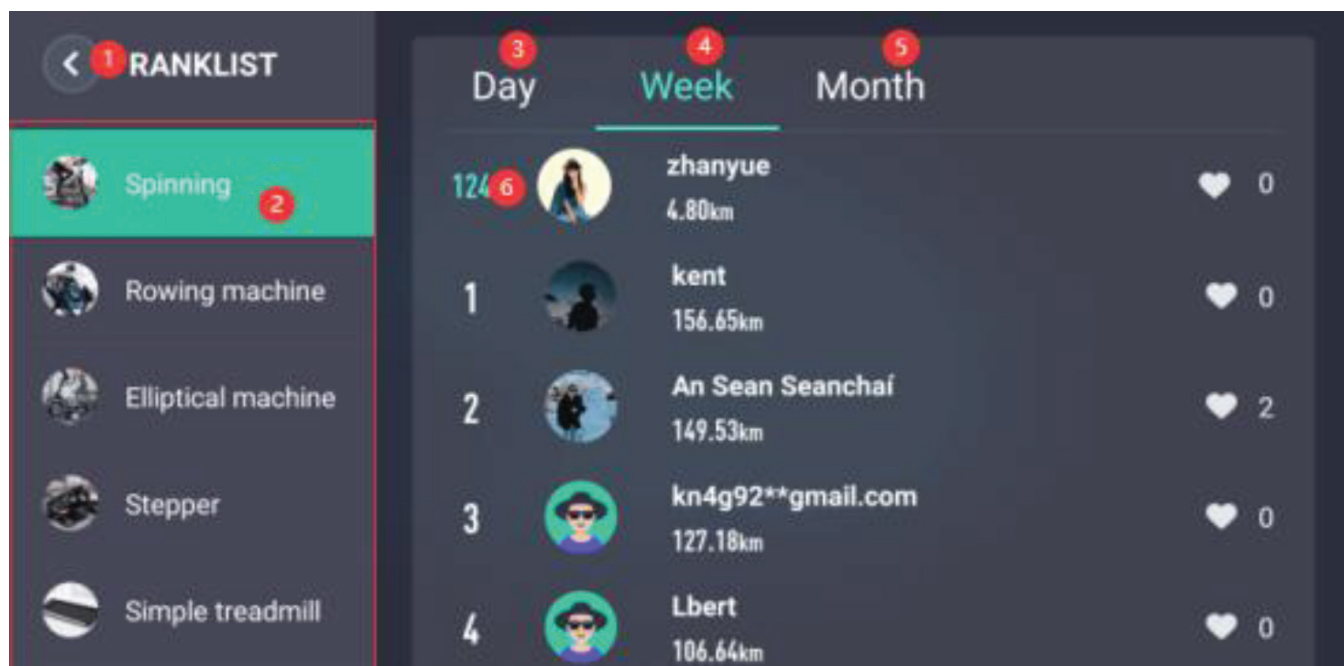 1 RANKLIST
3 4 5
Day Week Month
Spinning 2
Rowing machine
Elliptical machine
Stepper
Simple treadmill
124 6 zhanyue 0
4.80km
1 kent 0
156.65km
2 An Sean Seanchaí 2
149.53km
3 kn4g92**gmail.com 0
127.18km
4 Lbert 0
106.64km